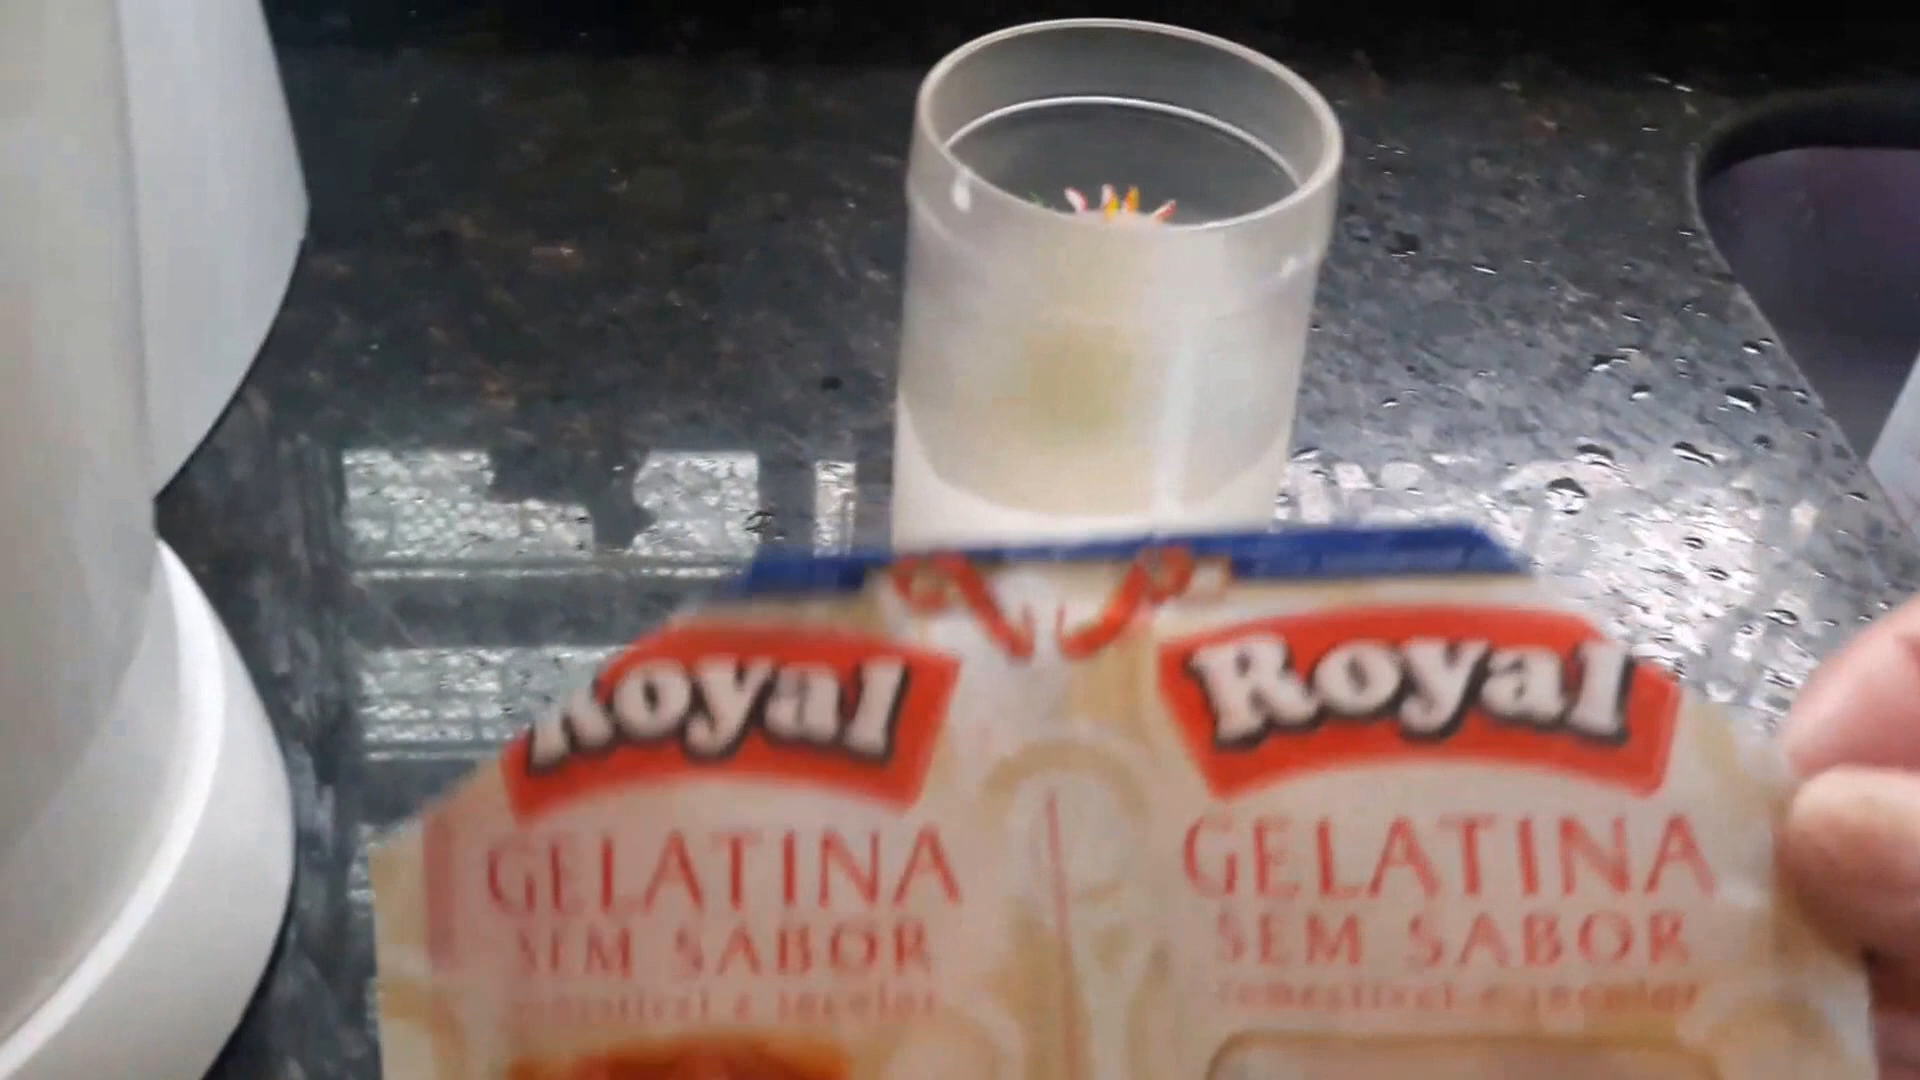 Royal
GELATINA
SEM SABOR
Royal
GELATINA
SEM SABOR